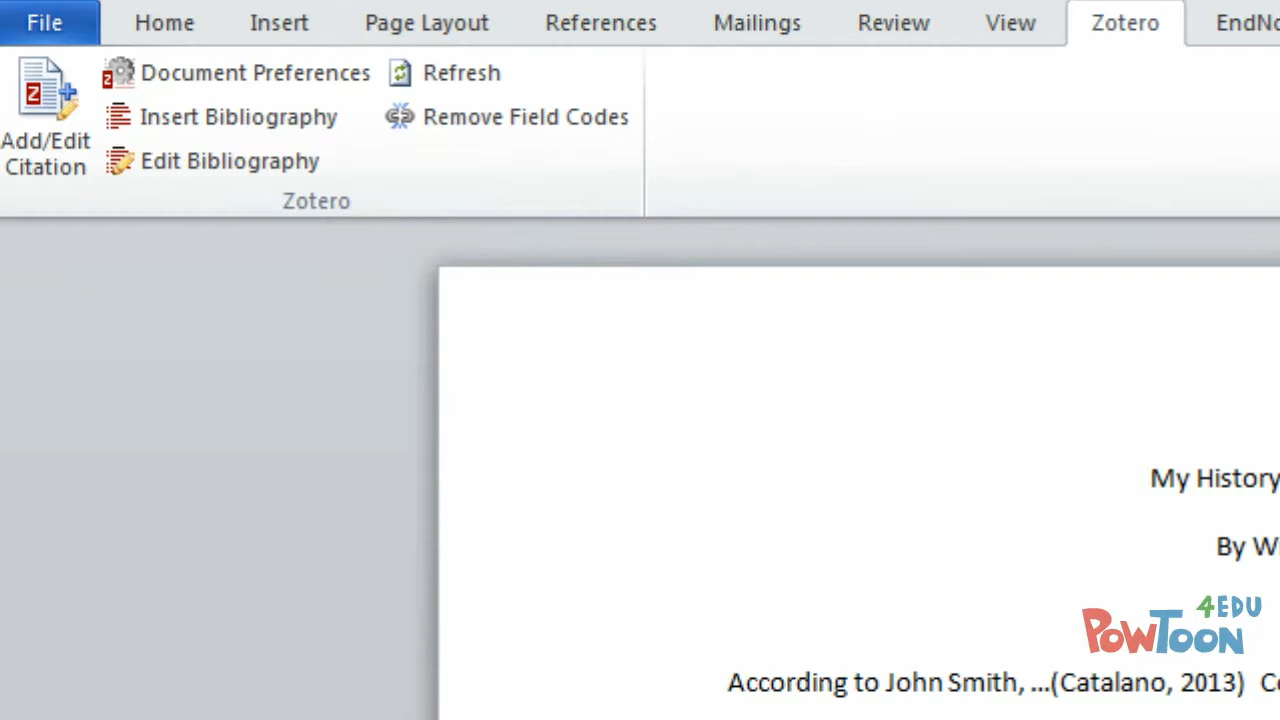 File Home Insert Page Layout References Mailings Review View Zotero
Document Preferences Refresh
Insert Bibliography Remove Field Codes
Add/Edit
Citation
Edit Bibliography
Zotero
My History
By
4EDU
POWTOON
According to John Smith, ...(Catalano, 2013)